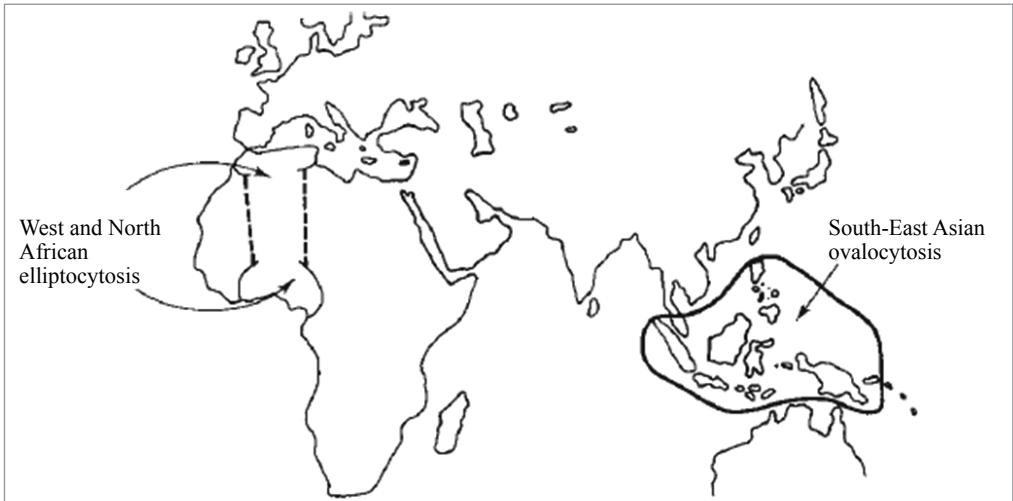 West and North
African
elliptocytosis
South-East Asian
ovalocytosis